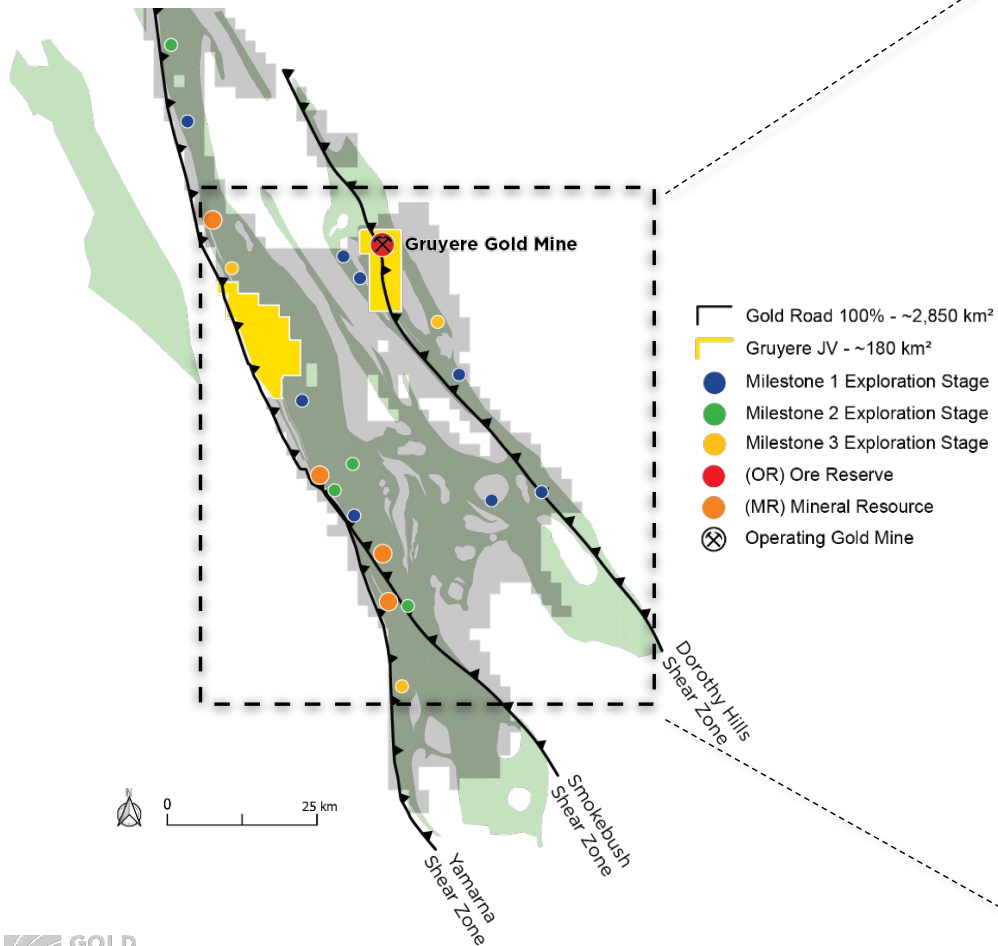 Gruyere Gold Mine
Gold Road 100% - ~2,850 km²
Gruyere JV - ~180 km²
Milestone 1 Exploration Stage
Milestone 2 Exploration Stage
Milestone 3 Exploration Stage
(OR) Ore Reserve
(MR) Mineral Resource
Operating Gold Mine
Dorothy Hills
Shear Zone
Smokebush
Shear Zone
Yamarna
Shear Zone
0 25 km
N
GOLD